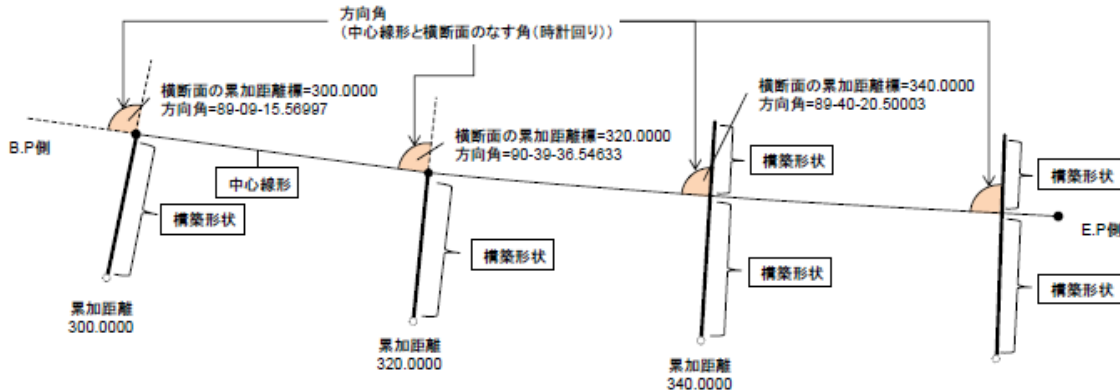 方向角
(中心線形と横断面のなす角(時計回り))
横断面の累加距離標=300.0000
方向角=89-09-15.56997
横断面の累加距離標=340.0000
方向角=89-40-20.50003
B.P側
横断面の累加距離標=320.0000
方向角=90-39-36.54633
構築形状
構築形状
中心線形
構築形状
E.P側
構築形状
構築形状
構築形状
累加距離
300.0000
累加距離
320.0000
累加距離
340.0000